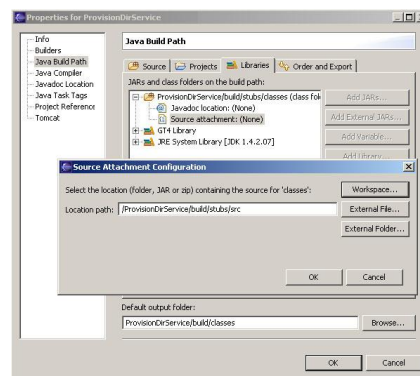 Properties for ProvisionDirService
Info
Builders
Java Build Path
Java Compiler
Javadoc Location
Java Task Tags
Project Reference
Tomcat
Java Build Path
Source
Projects
Libraries
Order and Export
JARs and class folders on the build path:
ProvisionDirService/build/stubs/classes (class fol
Javadoc location: (None)
Source attachment: (None)
GT4 Library
JRE System Library [JDK 1.4.2.07]
Add JARs...
Add External JARs...
Add Variable...
Add Library...
Source Attachment Configuration
Select the location (folder, JAR or zip) containing the source for 'classes':
Workspace...
Location path: /ProvisionDirService/build/stubs/src
External File...
External Folder...
OK
Cancel
Default output folder:
ProvisionDirService/build/classes
Browse...
OK
Cancel